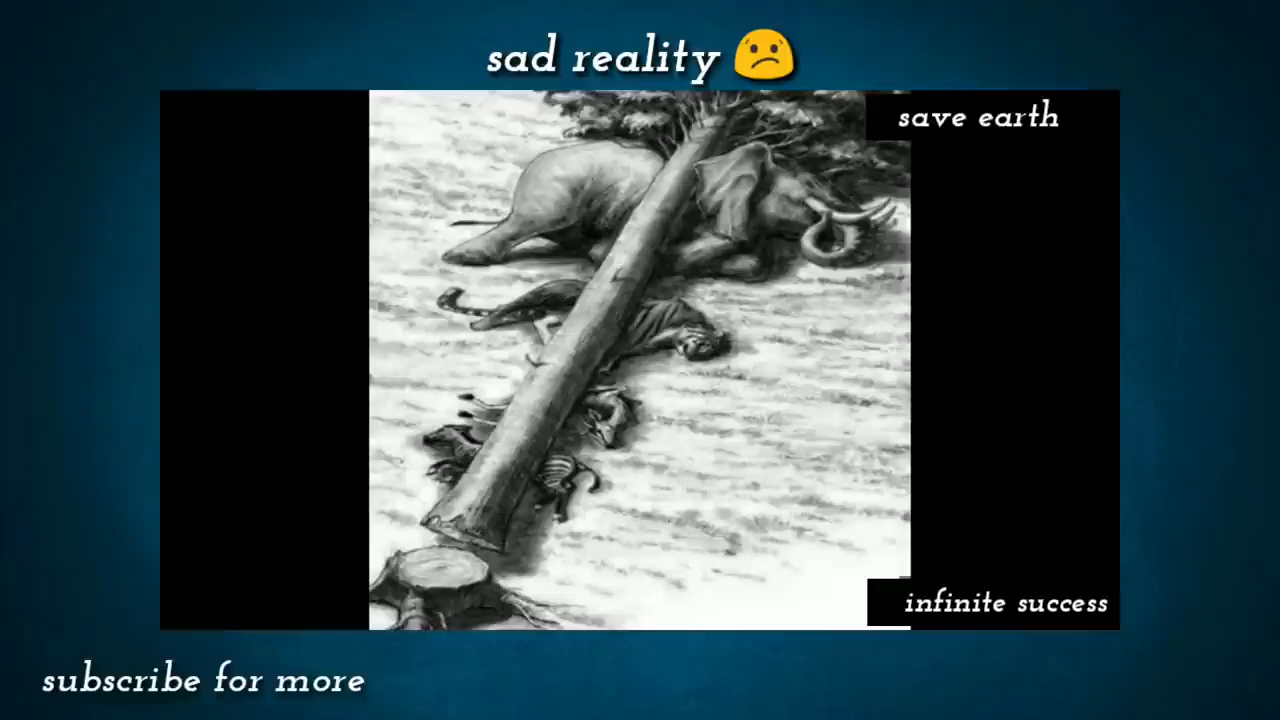 sad reality 😕
save earth
infinite success
subscribe for more